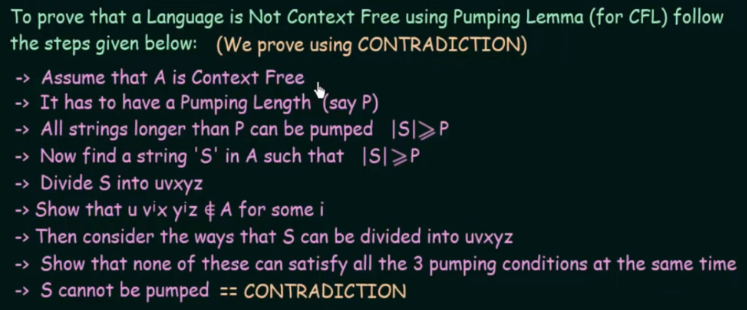 To prove that a Language is Not Context Free using Pumping Lemma (for CFL) follow
the steps given below: (We prove using CONTRADICTION)
-> Assume that A is Context Free
-> It has to have a Pumping Length (say P)
-> All strings longer than P can be pumped |S|⩾P
-> Now find a string 'S' in A such that |S|⩾P
-> Divide S into uvxyz
-> Show that u vⁱx yⁱz ∉ A for some i
-> Then consider the ways that S can be divided into uvxyz
-> Show that none of these can satisfy all the 3 pumping conditions at the same time
-> S cannot be pumped == CONTRADICTION